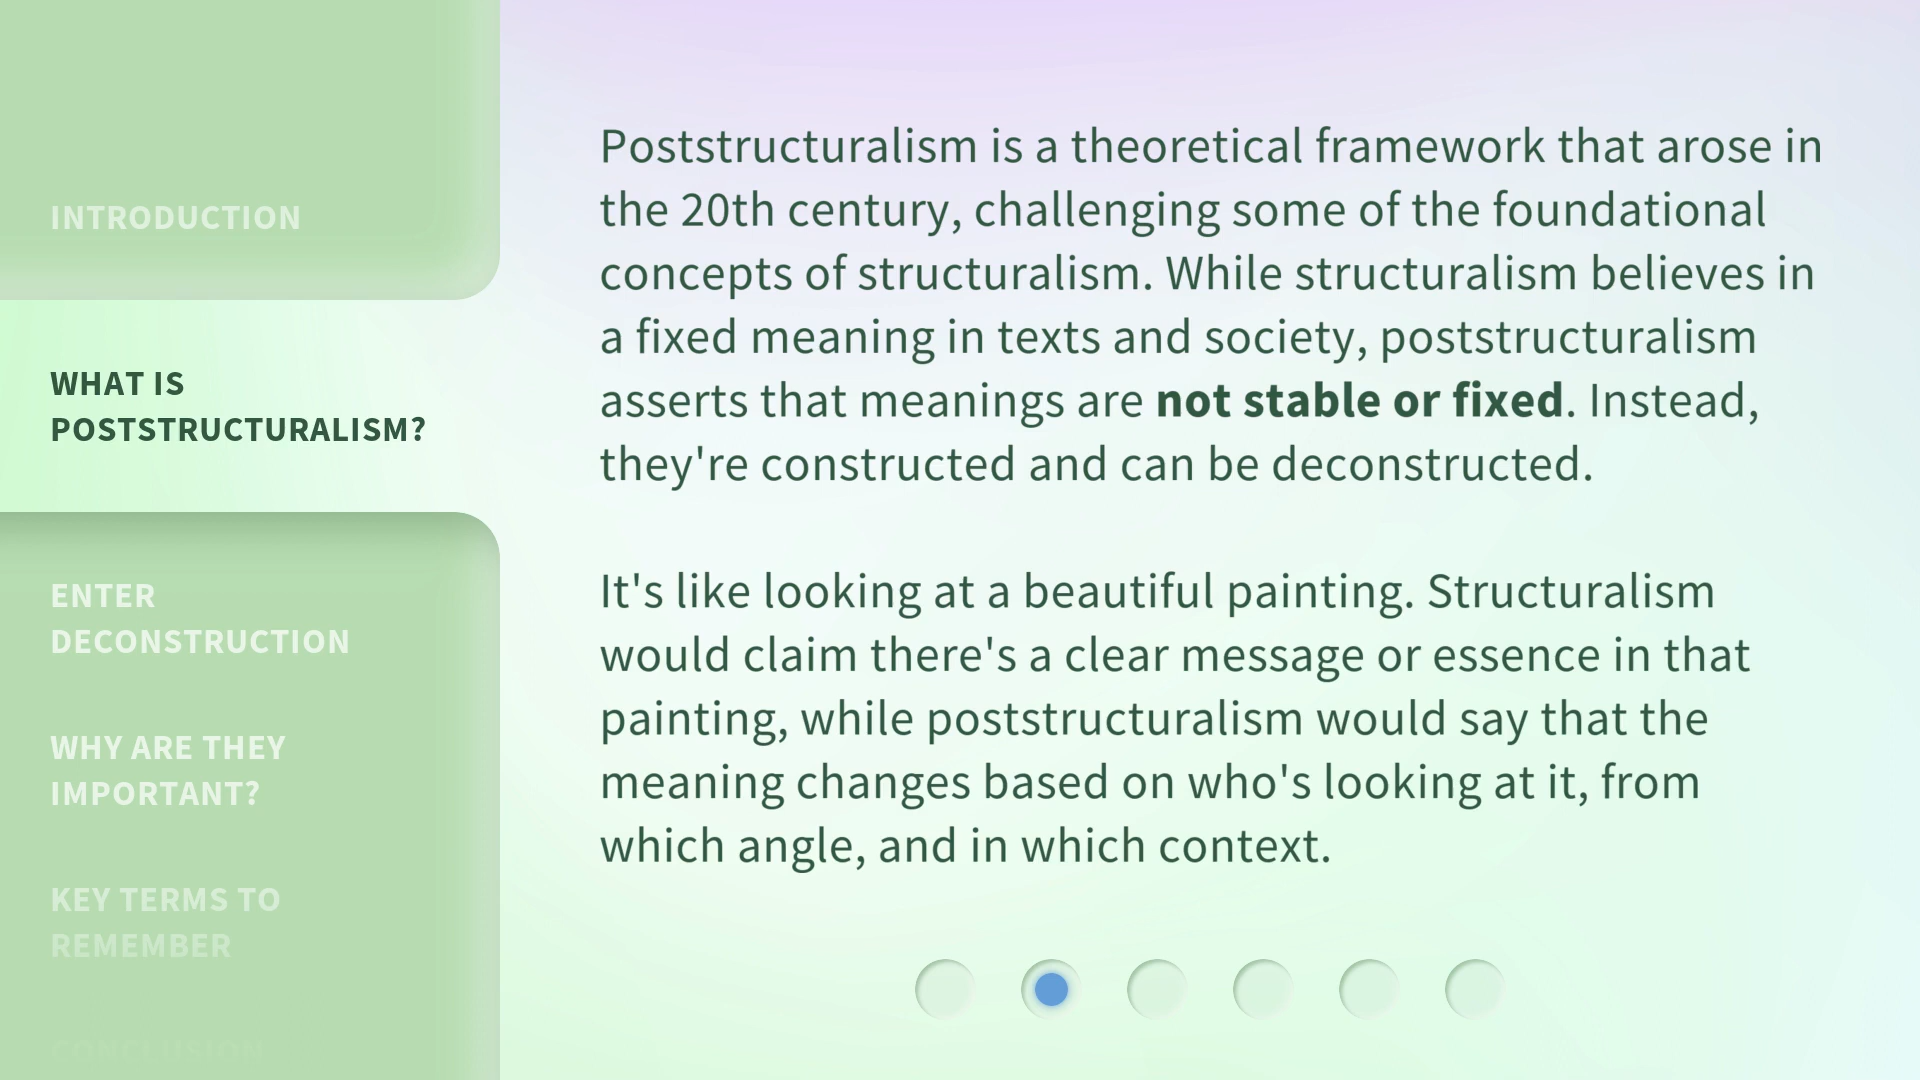 INTRODUCTION
WHAT IS
POSTSTRUCTURALISM?
ENTER
DECONSTRUCTION
WHY ARE THEY
IMPORTANT?
KEY TERMS TO
REMEMBER
CONCLUSION
Poststructuralism is a theoretical framework that arose in
the 20th century, challenging some of the foundational
concepts of structuralism. While structuralism believes in
a fixed meaning in texts and society, poststructuralism
asserts that meanings are not stable or fixed. Instead,
they're constructed and can be deconstructed.
It's like looking at a beautiful painting. Structuralism
would claim there's a clear message or essence in that
painting, while poststructuralism would say that the
meaning changes based on who's looking at it, from
which angle, and in which context.